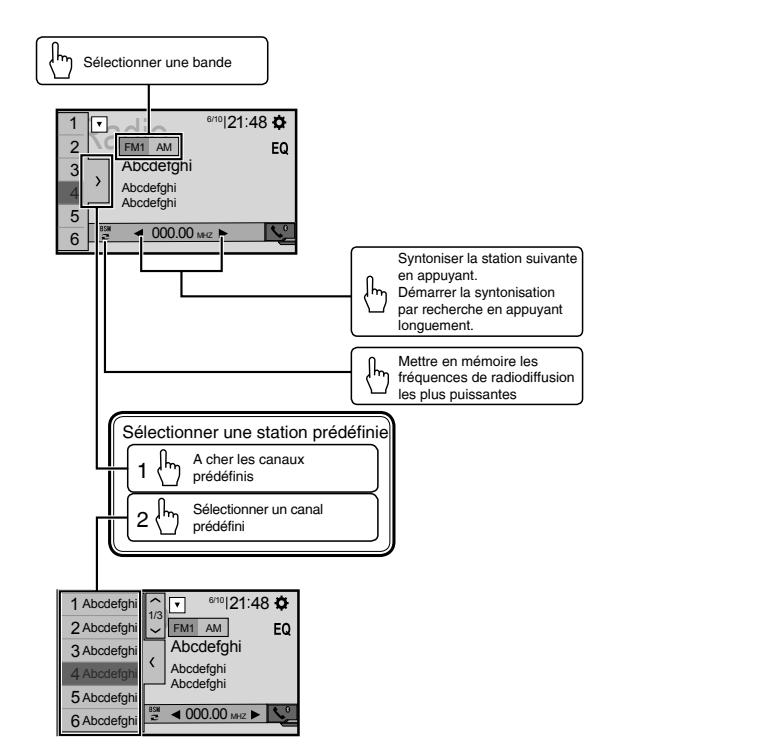 Sélectionner une bande
1
2
3
4
5
6
Radio
6/10|21:48
FM1 AM
EQ
Abcdefghi
Abcdefghi
Abcdefghi
BSM
000.00 MHZ
Syntoniser la station suivante
en appuyant.
Démarrer la syntonisation
par recherche en appuyant
longuement.
Mettre en mémoire les
fréquences de radiodiffusion
les plus puissantes
Sélectionner une station prédéfinie
1
A cher les canaux
prédéfinis
2
Sélectionner un canal
prédéfini
1 Abcdefghi
2 Abcdefghi
3 Abcdefghi
4 Abcdefghi
5 Abcdefghi
6 Abcdefghi
1/3
6/10|21:48
FM1 AM
EQ
Abcdefghi
Abcdefghi
Abcdefghi
BSM
000.00 MHZ